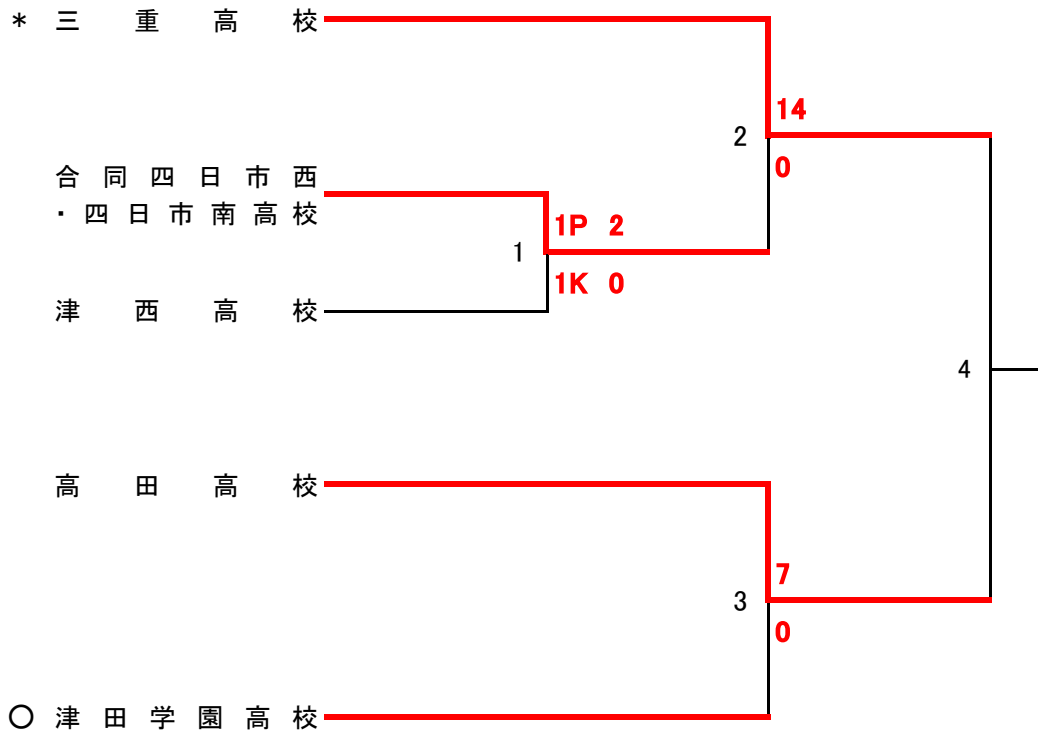 * 三重高校
14
2
0
合同四日市西
・四日市南高校
1P 2
1
1K 0
津西高校
4
高田高校
7
3
0
○ 津田学園高校